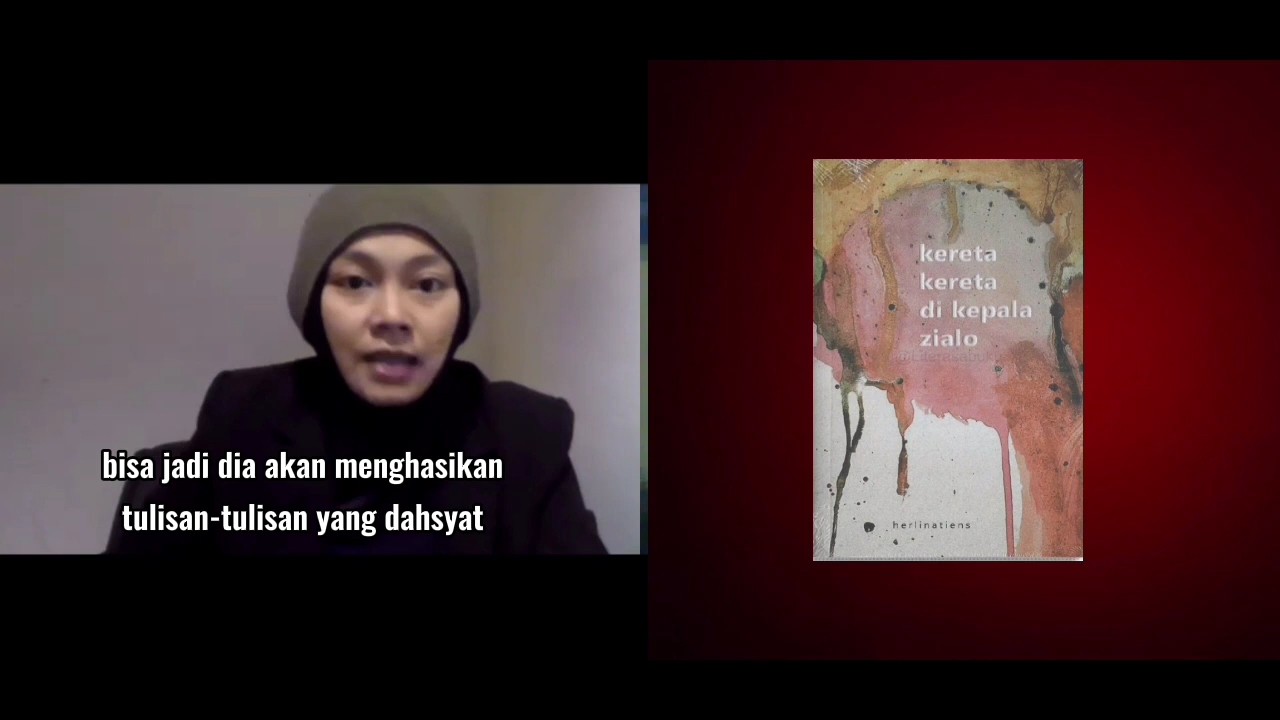 bisa jadi dia akan menghasikan
tulisan-tulisan yang dahsyat
kereta
kereta
di kepala
zialo
herlinatiens